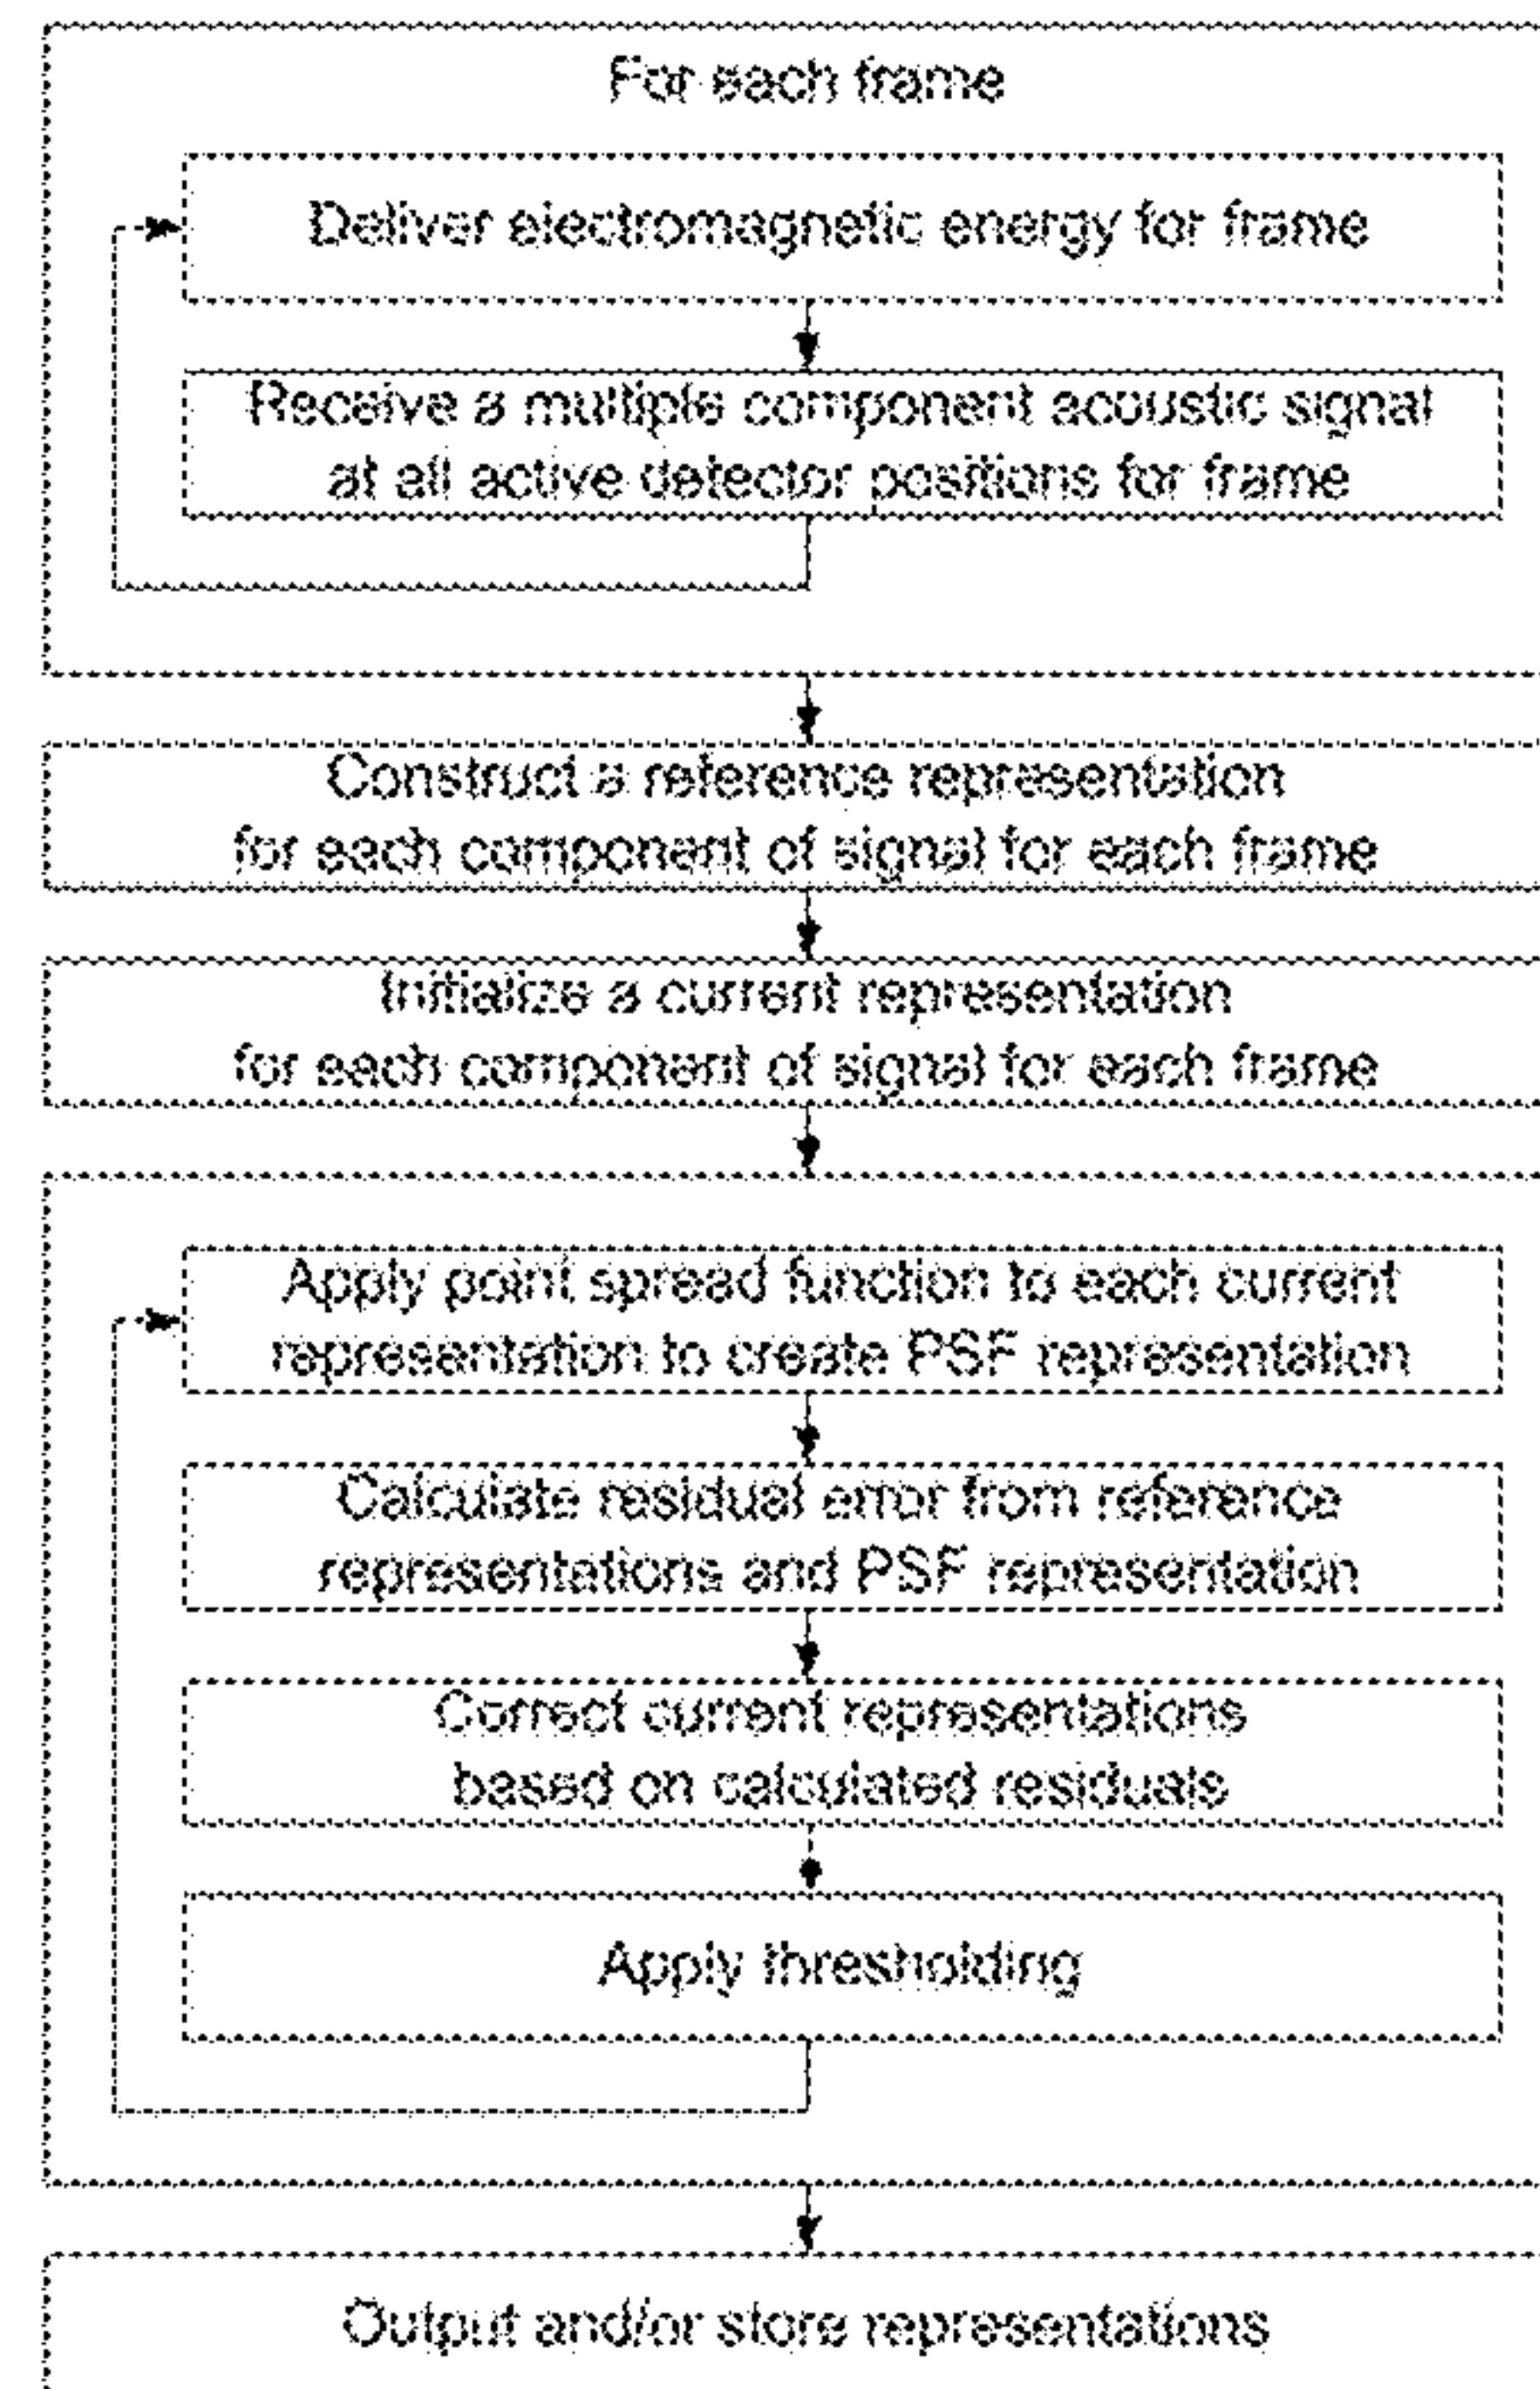 For each frame
Deliver electromagnetic energy for frame
Receive a multiple component acoustic signal
at all active detector positions for frame
Construct a reference representation
for each component of signal for each frame
Initialize a current representation
for each component of signal for each frame
Apply point spread function to each current
representation to create PSF representation
Calculate residual error from reference
representations and PSF representation
Correct current representations
based on calculated residuals
Apply thresholding
Output and/or store representations